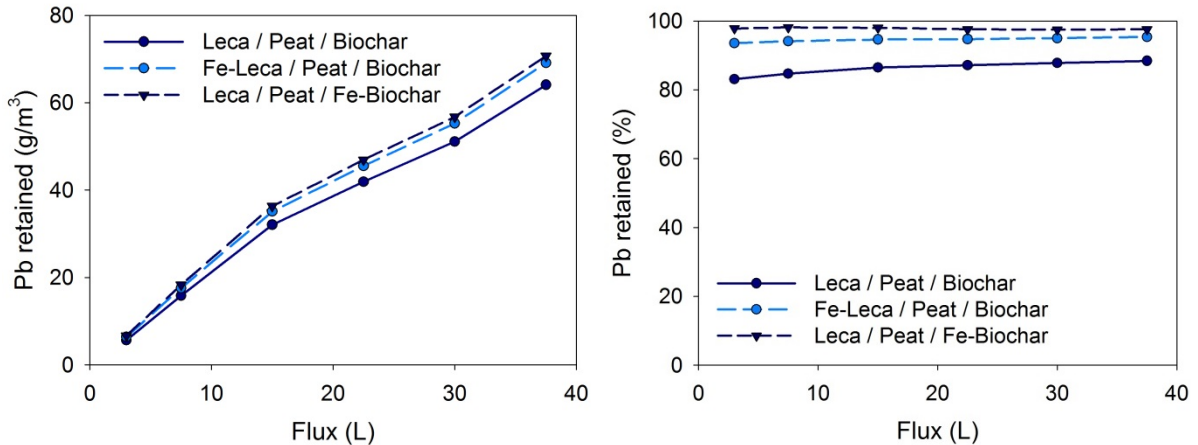 80
60
40
20
0
Pb retained (g/m³)
Leca / Peat / Biochar
Fe-Leca / Peat / Biochar
Leca / Peat / Fe-Biochar
0 10 20 30 40
Flux (L)
100
80
60
40
20
0
Pb retained (%)
Leca / Peat / Biochar
Fe-Leca / Peat / Biochar
Leca / Peat / Fe-Biochar
0 10 20 30 40
Flux (L)